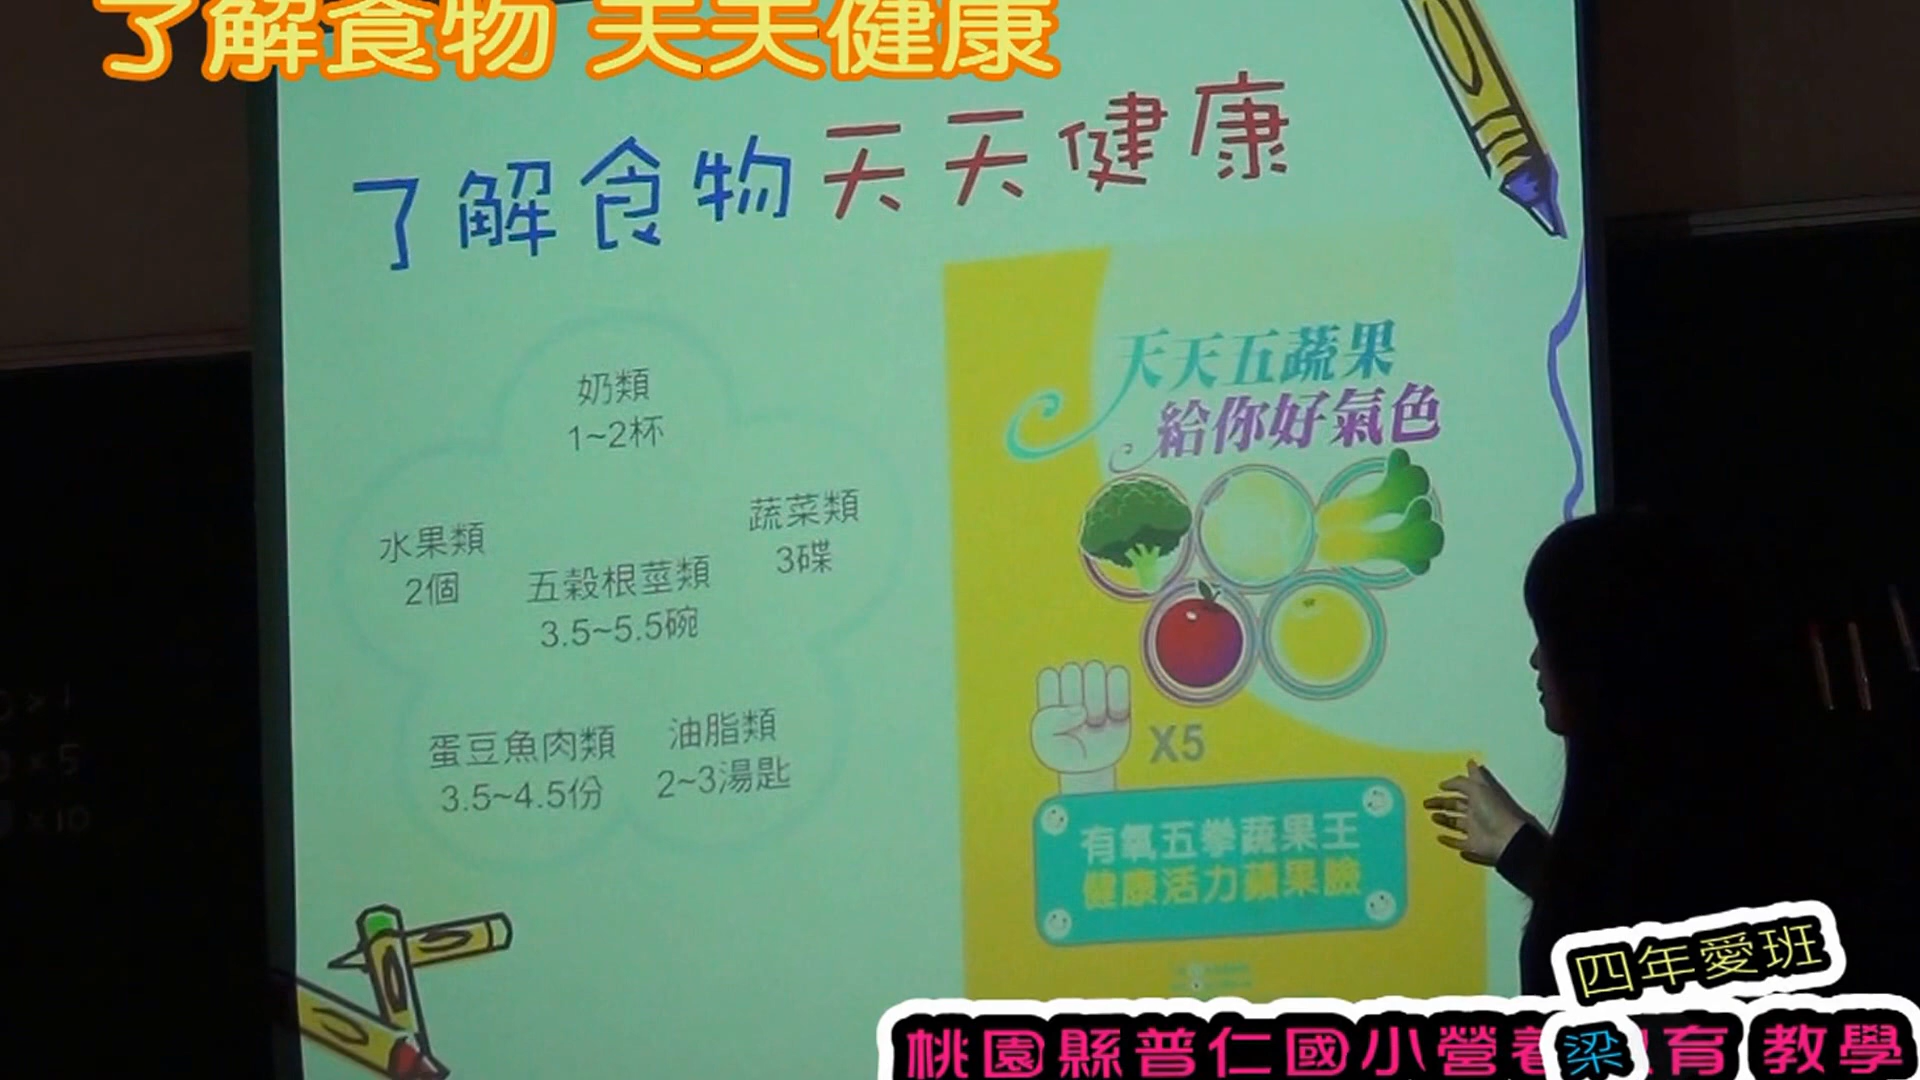 了解食物 天天健康
了解食物天天健康
奶類
1~2杯
水果類
2個
蔬菜類
3碟
五穀根莖類
3.5~5.5碗
蛋豆魚肉類
3.5~4.5份
油脂類
2~3湯匙
天天五蔬果
給你好氣色
X5
有氧五拳蔬果王
健康活力蘋果臉
×5
×10
四年愛班
桃園縣普仁國小營養 育 教學
梁